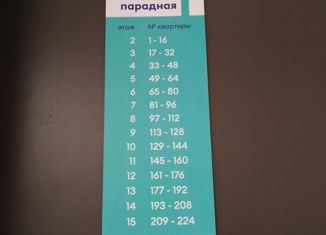 парадная
этаж № квартиры
2 1 - 16
3 17 - 32
4 33 - 48
5 49 - 64
6 65 - 80
7 81 - 96
8 97 - 112
9 113 - 128
10 129 - 144
11 145 - 160
12 161 - 176
13 177 - 192
14 193 - 208
15 209 - 224